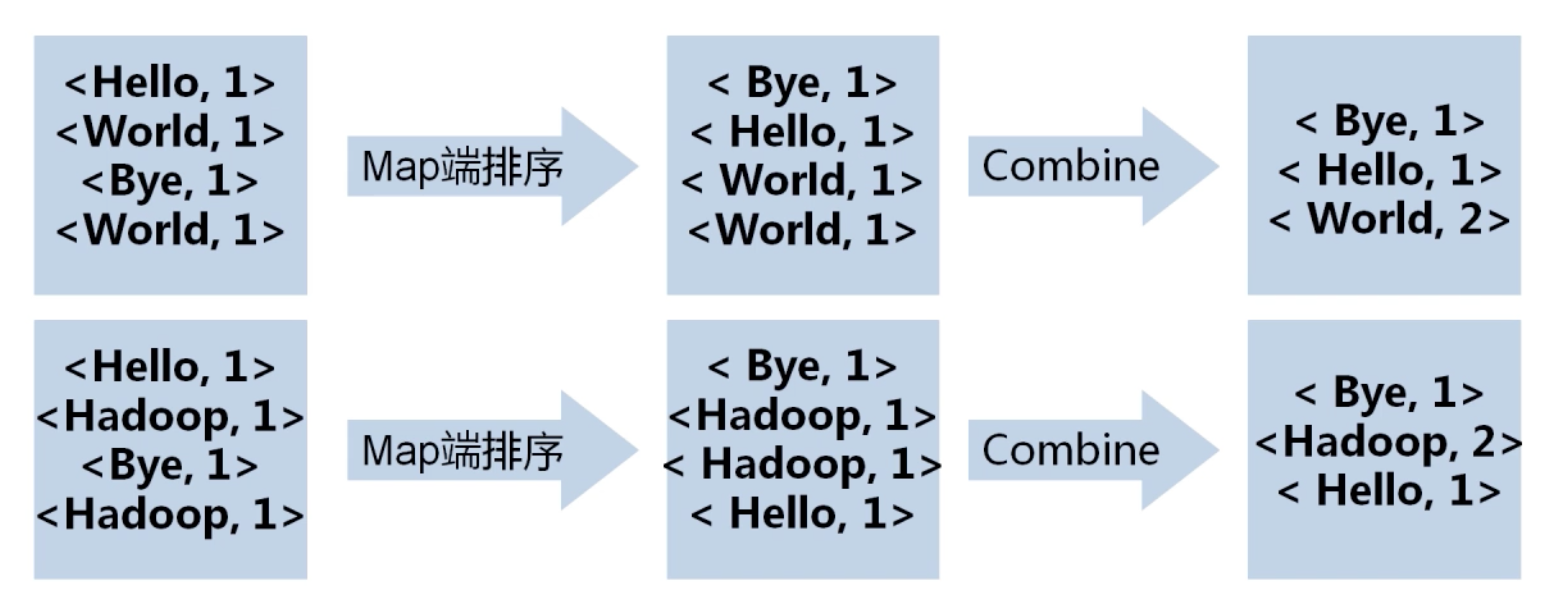 <Hello, 1>
<World, 1>
<Bye, 1>
<World, 1>
Map端排序
< Bye, 1>
< Hello, 1>
< World, 1>
<World, 1>
Combine
< Bye, 1>
< Hello, 1>
< World, 2>
<Hello, 1>
<Hadoop, 1>
<Bye, 1>
<Hadoop, 1>
Map端排序
< Bye, 1>
<Hadoop, 1>
< Hadoop, 1>
< Hello, 1>
Combine
< Bye, 1>
<Hadoop, 2>
< Hello, 1>